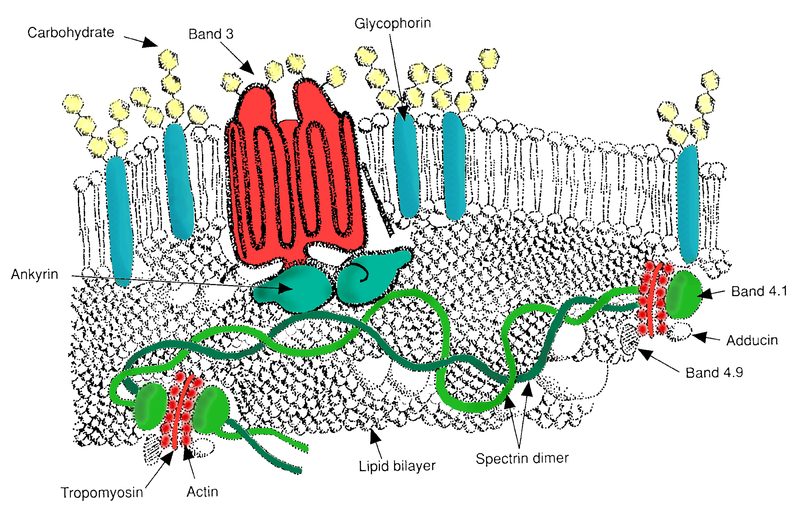 Glycophorin
Carbohydrate
Band 3
Ankyrin
Band 4.1
Adducin
Band 4.9
Spectrin dimer
Lipid bilayer
Tropomyosin
Actin